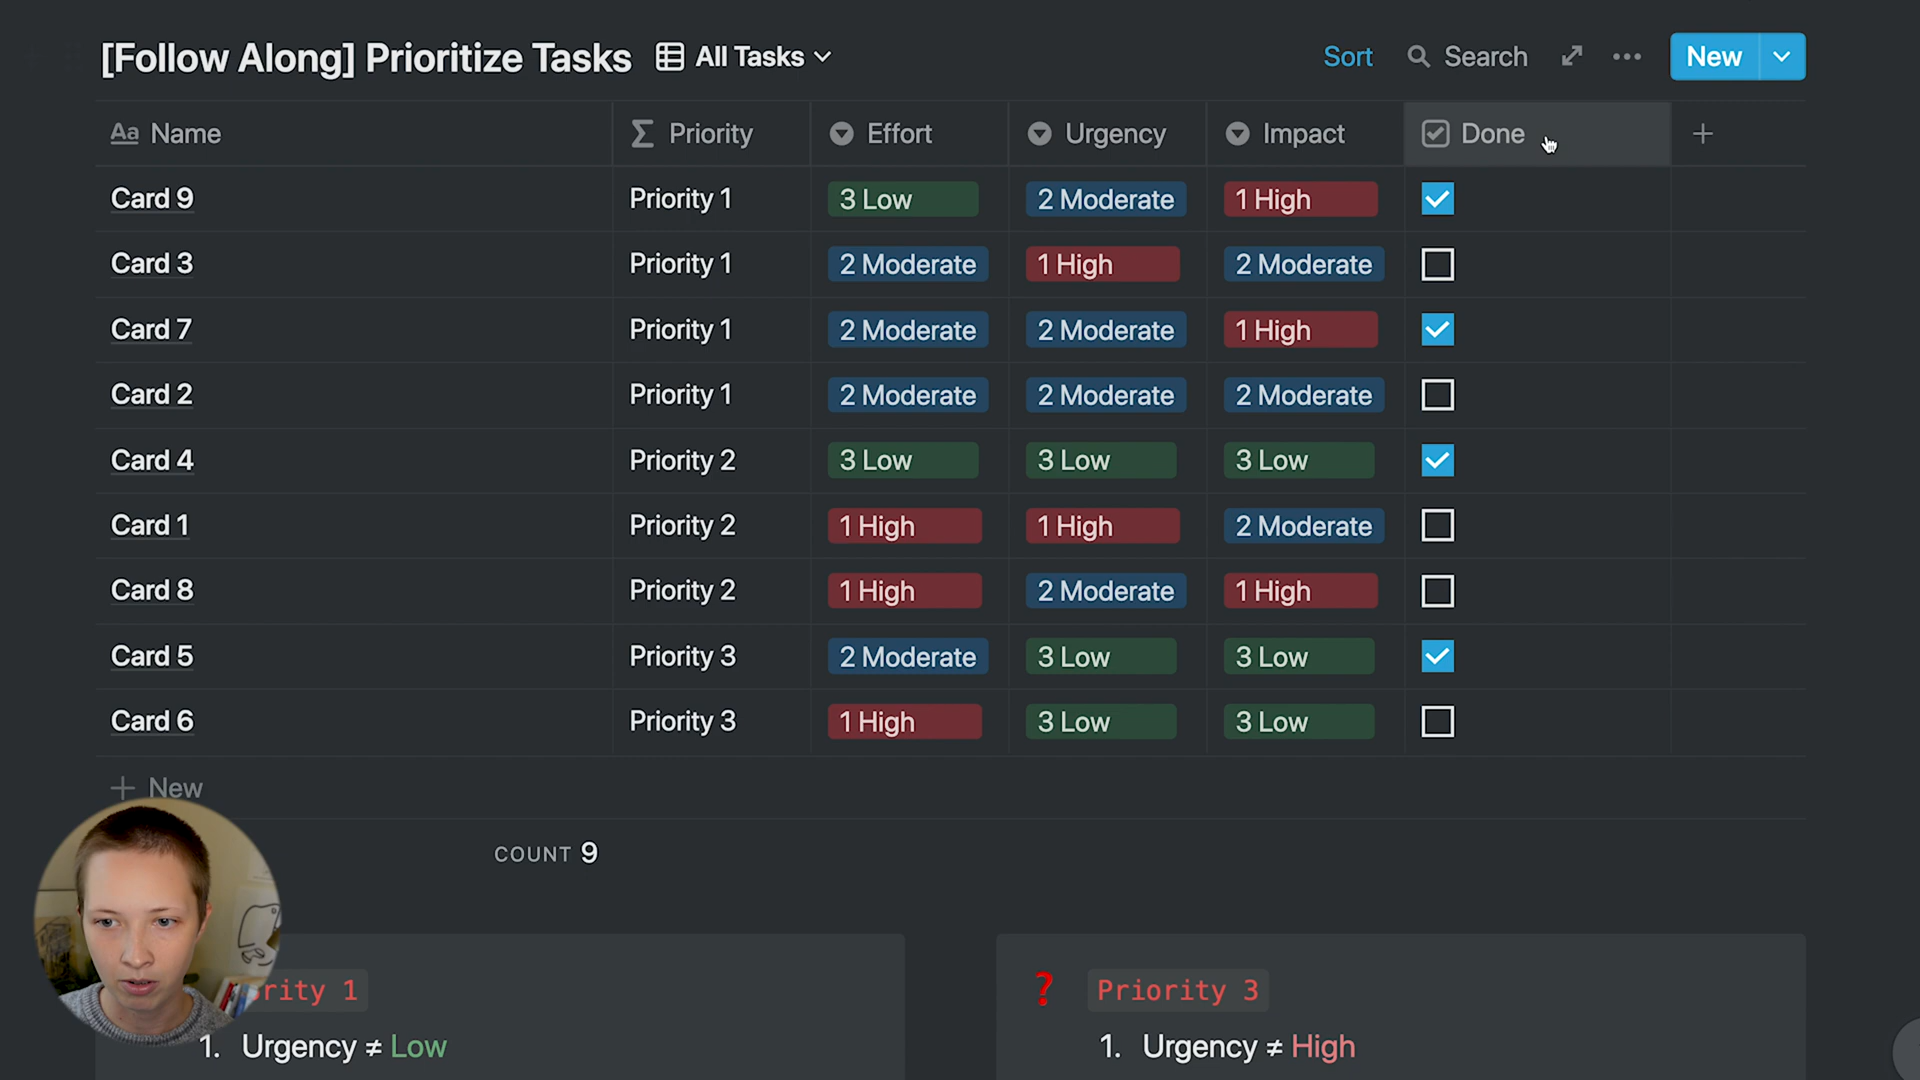 [Follow Along] Prioritize Tasks All Tasks Sort Search ... New
Aa Name Σ Priority Effort Urgency Impact Done +
Card 9 Priority 1 3 Low 2 Moderate 1 High
Card 3 Priority 1 2 Moderate 1 High 2 Moderate
Card 7 Priority 1 2 Moderate 2 Moderate 1 High
Card 2 Priority 1 2 Moderate 2 Moderate 2 Moderate
Card 4 Priority 2 3 Low 3 Low 3 Low
Card 1 Priority 2 1 High 1 High 2 Moderate
Card 8 Priority 2 1 High 2 Moderate 1 High
Card 5 Priority 3 2 Moderate 3 Low 3 Low
Card 6 Priority 3 1 High 3 Low 3 Low
+ New
COUNT 9
rity 1
1. Urgency ≠ Low
❓ Priority 3
1. Urgency ≠ High